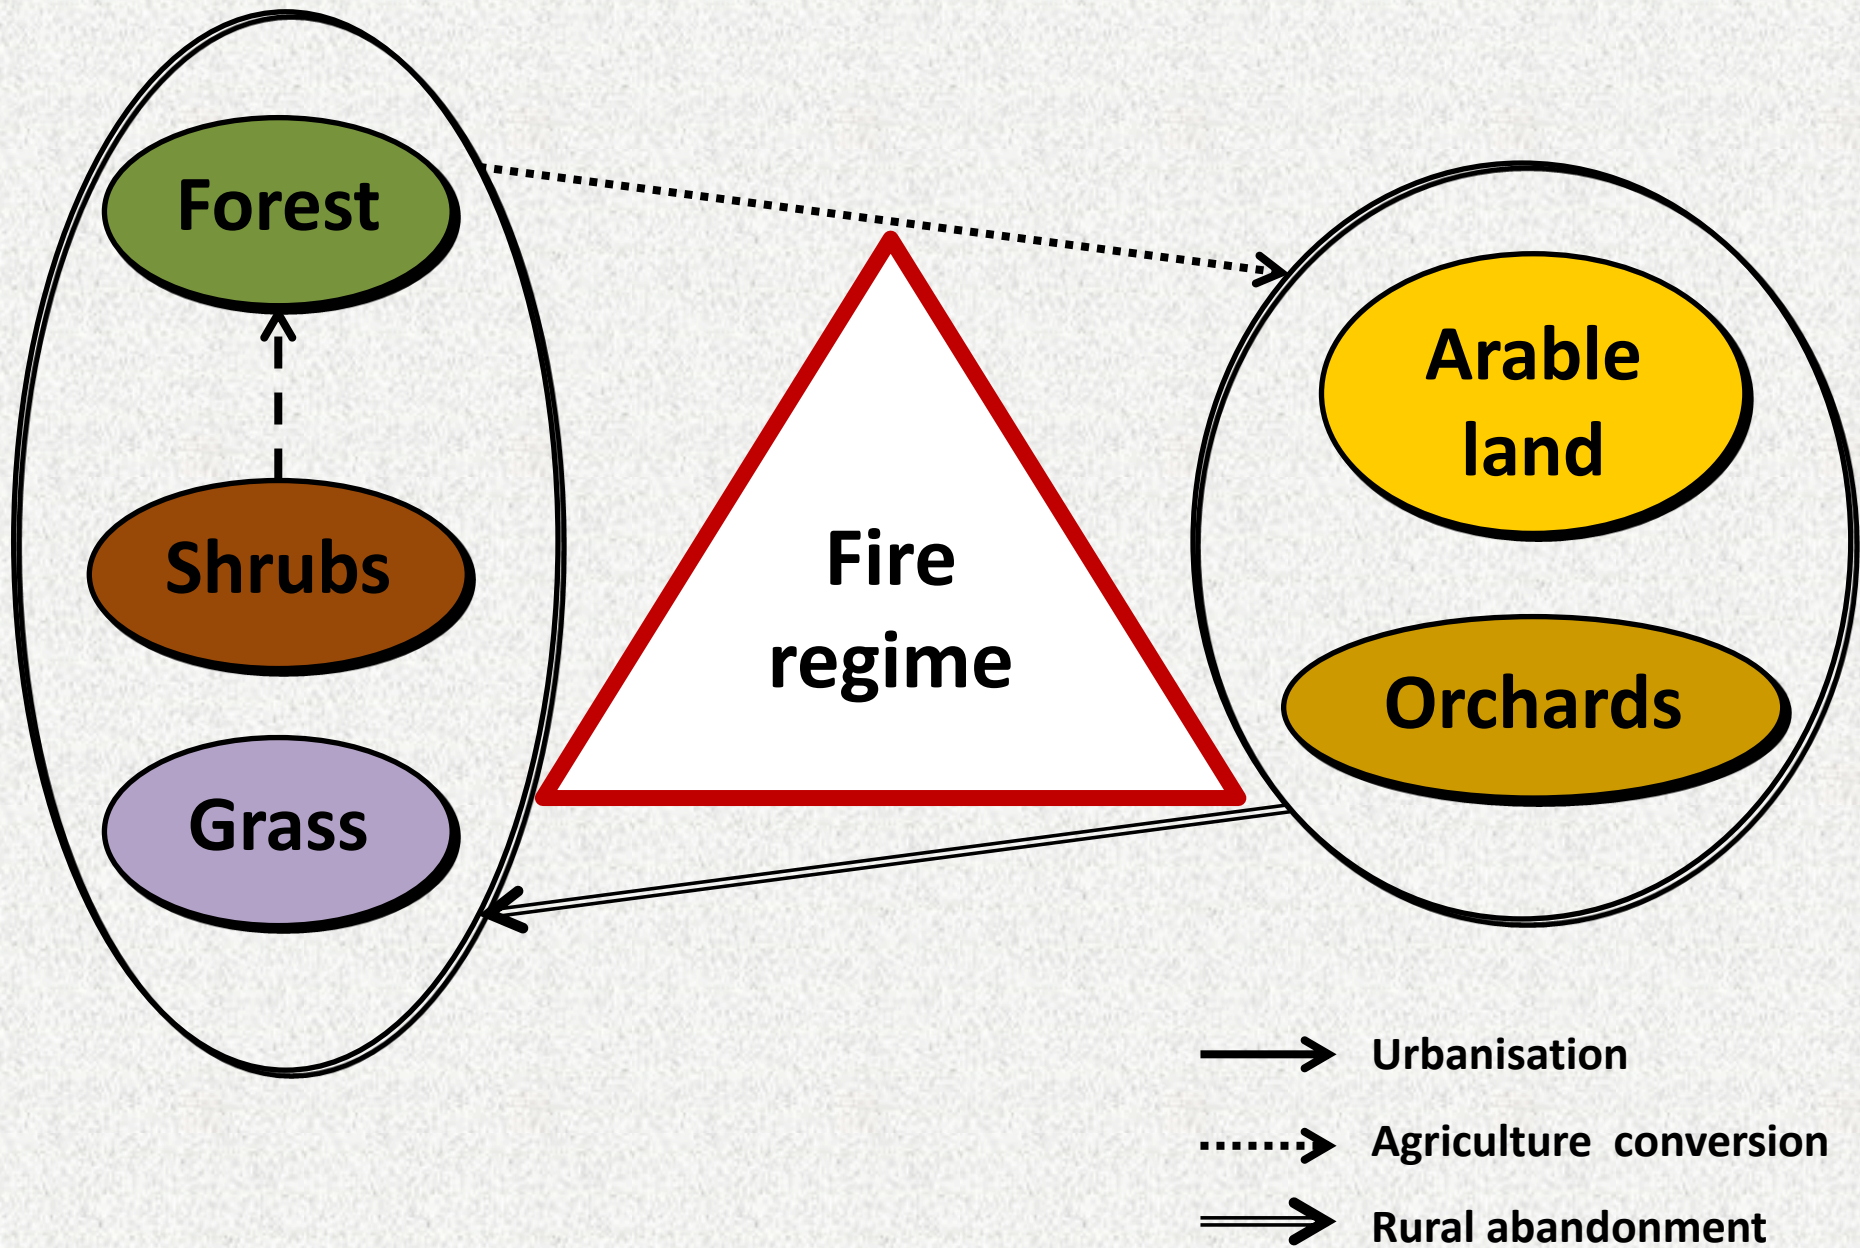 Forest
Shrubs
Grass
Fire
regime
Arable
land
Orchards
Urbanisation
Agriculture conversion
Rural abandonment